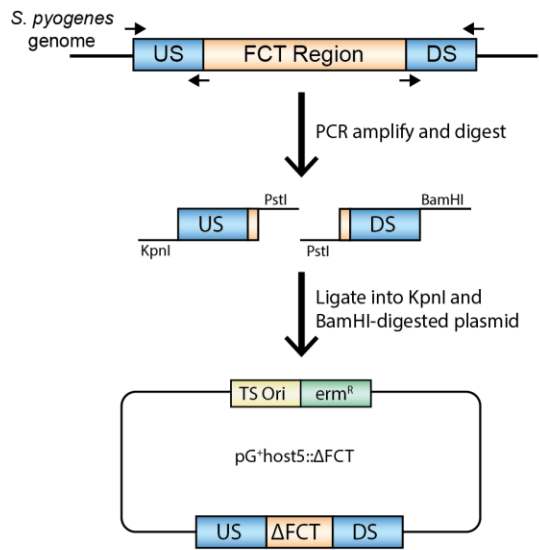 S. pyogenes
genome
US
FCT Region
DS
PCR amplify and digest
PstI
BamHI
US
DS
KpnI
PstI
Ligate into KpnI and
BamHI-digested plasmid
TS Ori
ermᴿ
pG⁺host5::ΔFCT
US
ΔFCT
DS